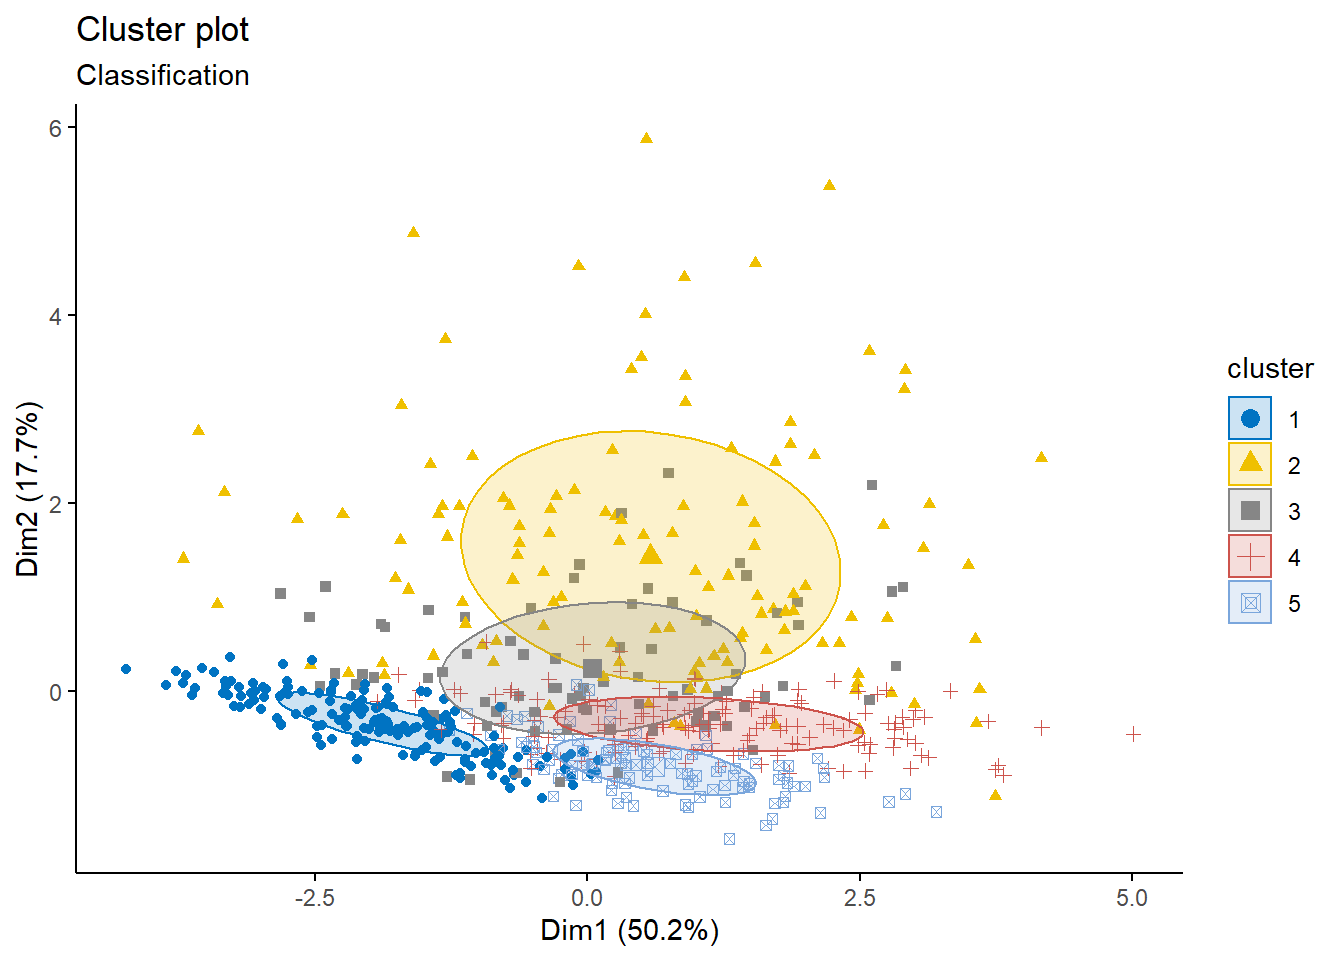 Cluster plot
Classification
Dim2 (17.7%)
6
4
2
0
-2.5
0.0
2.5
5.0
Dim1 (50.2%)
cluster
1
2
3
4
5